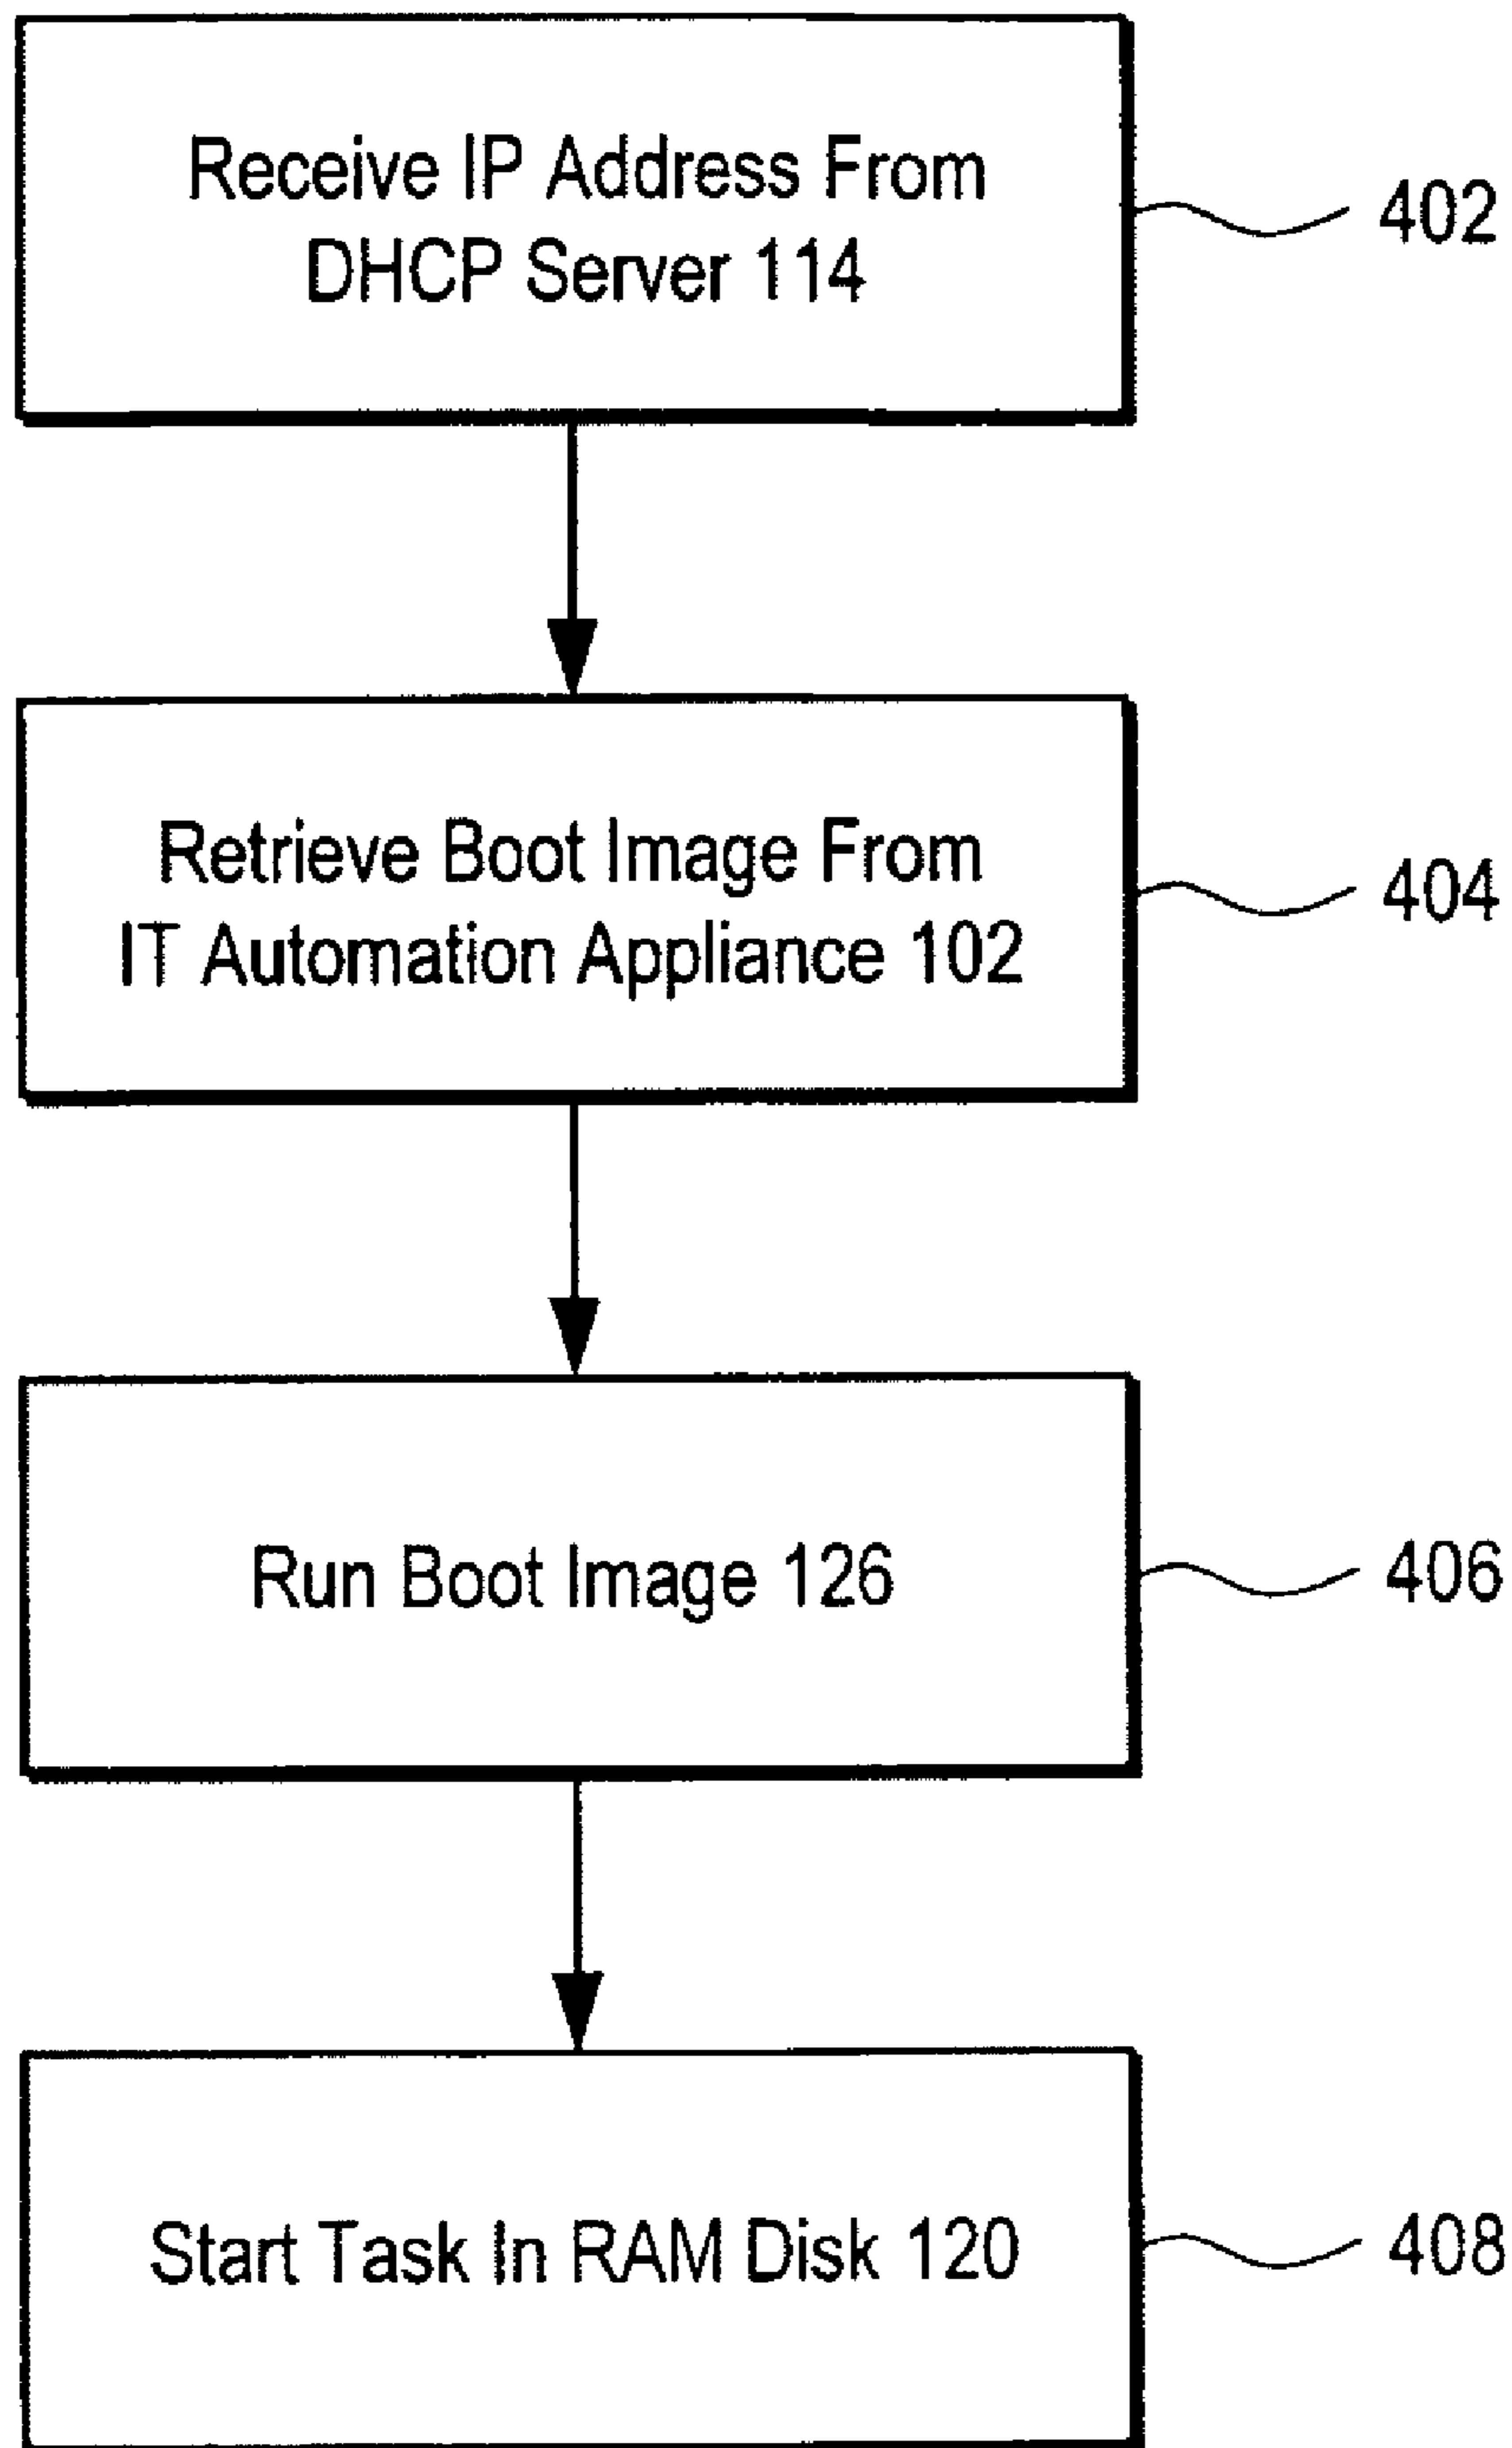 Receive IP Address From
DHCP Server 114
402
Retrieve Boot Image From
IT Automation Appliance 102
404
Run Boot Image 126
406
Start Task In RAM Disk 120
408